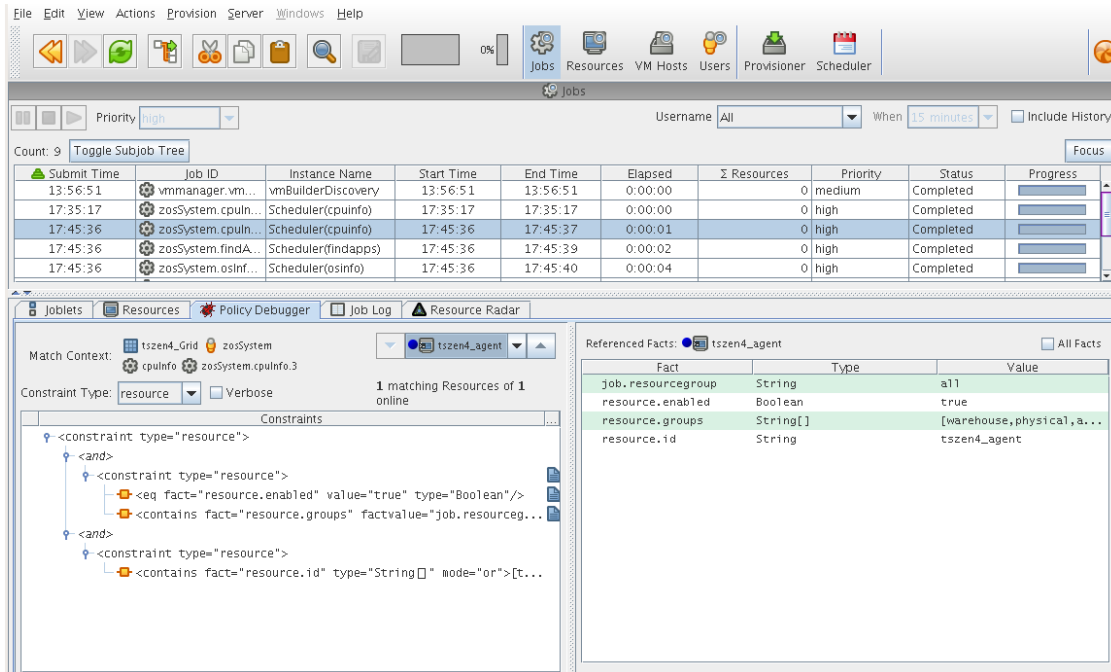 File Edit View Actions Provision Server Windows Help
0%
Jobs Resources VM Hosts Users Provisioner Scheduler
Jobs
Priority high Username All When 15 minutes Include History
Count: 9 Toggle Subjob Tree Focus
Submit Time Job ID Instance Name Start Time End Time Elapsed Σ Resources Priority Status Progress
13:56:51 vmmanager.vm... vmBuilderDiscovery 13:56:51 13:56:51 0:00:00 0 medium Completed
17:35:17 zosSystem.cpuIn... Scheduler(cpuinfo) 17:35:17 17:35:17 0:00:00 0 high Completed
17:45:36 zosSystem.cpuIn... Scheduler(cpuinfo) 17:45:36 17:45:37 0:00:01 0 high Completed
17:45:36 zosSystem.findA... Scheduler(findapps) 17:45:36 17:45:39 0:00:02 0 high Completed
17:45:36 zosSystem.osInf... Scheduler(osinfo) 17:45:36 17:45:40 0:00:04 0 high Completed
Joblets Resources Policy Debugger Job Log Resource Radar
Match Context: tszen4_Grid zosSystem
cpuInfo zosSystem.cpuInfo.3
tszen4_agent
Constraint Type: resource Verbose
1 matching Resources of 1
online
Constraints ...
<constraint type="resource">
<and>
<constraint type="resource">
<eq fact="resource.enabled" value="true" type="Boolean"/>
<contains fact="resource.groups" factvalue="job.resourceg...
<and>
<constraint type="resource">
<contains fact="resource.id" type="String[]" mode="or">[t...
Referenced Facts: tszen4_agent All Facts
Fact Type Value
job.resourcegroup String all
resource.enabled Boolean true
resource.groups String[] [warehouse,physical,a...
resource.id String tszen4_agent